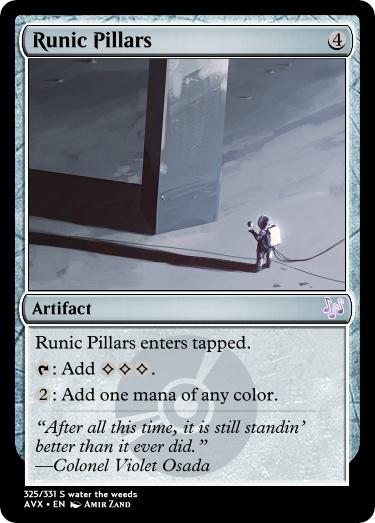 Runic Pillars 4
Artifact
Runic Pillars enters tapped.
: Add ◇◇◇.
2: Add one mana of any color.
“After all this time, it is still standin’
better than it ever did.”
—Colonel Violet Osada
325/331 S water the weeds
AVX • EN Amir Zand